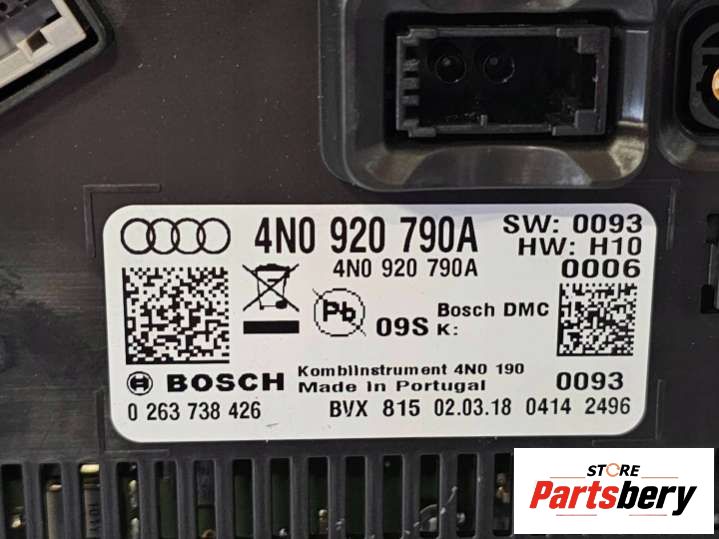 4N0 920 790A
SW: 0093
HW: H10
4N0 920 790A
0006
Pb
09S
Bosch DMC
K:
Kombiinstrument 4N0 190
BOSCH
Made in Portugal
0093
0 263 738 426
BVX 815 02.03.18 0414 2496
STORE
Partsbery